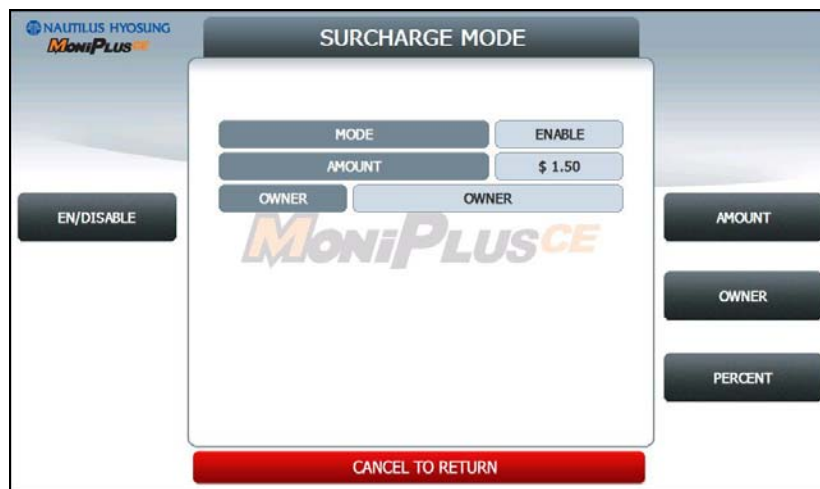 NAUTILUS HYOSUNG
MoniPlus CE
SURCHARGE MODE
MODE ENABLE
AMOUNT $ 1.50
OWNER OWNER
EN/DISABLE
MoniPlus CE
AMOUNT
OWNER
PERCENT
CANCEL TO RETURN